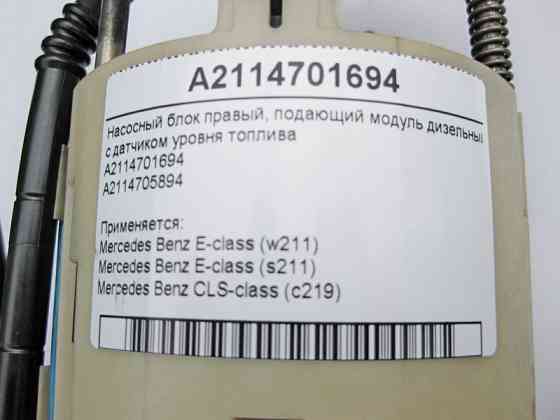 A2114701694
Насосный блок правый, подающий модуль дизельный
с датчиком уровня топлива
A2114701694
A2114705894
Применяется:
Mercedes Benz E-class (w211)
Mercedes Benz E-class (s211)
Mercedes Benz CLS-class (c219)